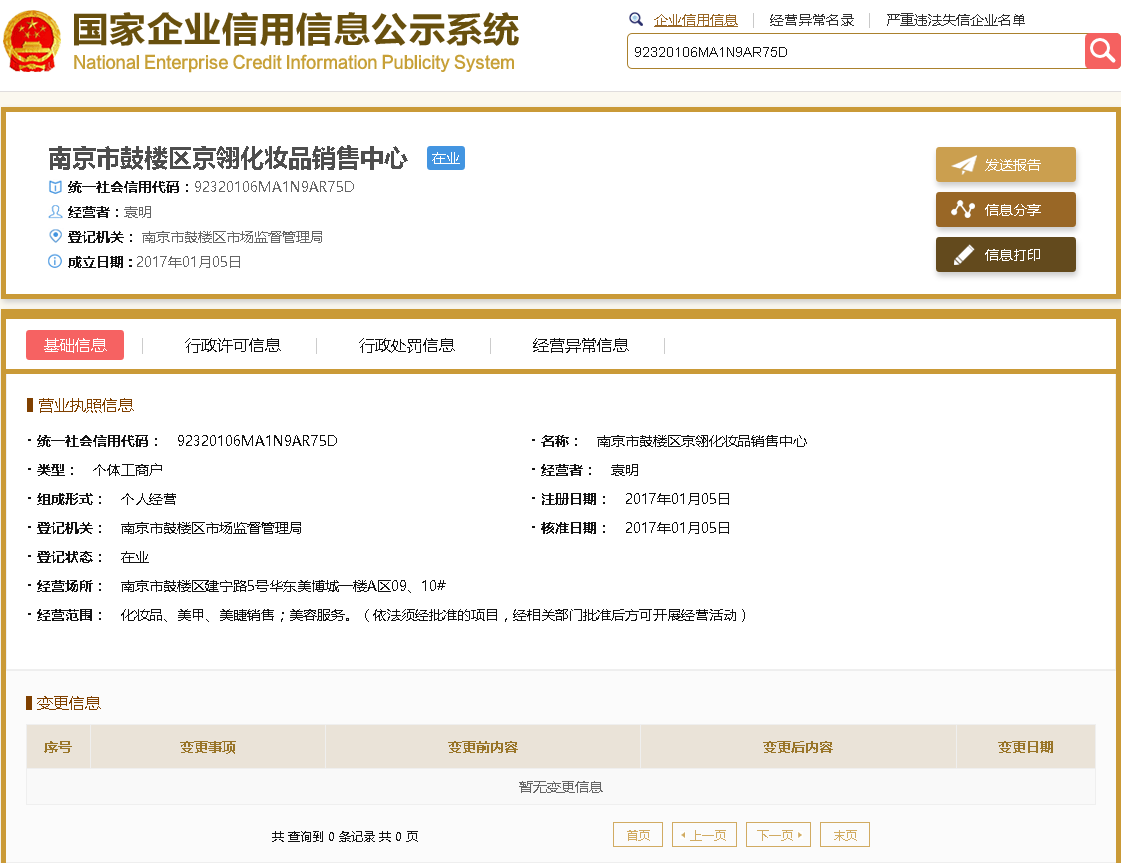 国家企业信用信息公示系统
National Enterprise Credit Information Publicity System
企业信用信息 经营异常名录 严重违法失信企业名单
92320106MA1N9AR75D
南京市鼓楼区京翎化妆品销售中心 在业
统一社会信用代码：92320106MA1N9AR75D
经营者：袁明
登记机关： 南京市鼓楼区市场监督管理局
成立日期：2017年01月05日
发送报告
信息分享
信息打印
基础信息 行政许可信息 行政处罚信息 经营异常信息
营业执照信息
· 统一社会信用代码： 92320106MA1N9AR75D · 名称： 南京市鼓楼区京翎化妆品销售中心
· 类型： 个体工商户 · 经营者： 袁明
· 组成形式： 个人经营 · 注册日期： 2017年01月05日
· 登记机关： 南京市鼓楼区市场监督管理局 · 核准日期： 2017年01月05日
· 登记状态： 在业
· 经营场所： 南京市鼓楼区建宁路5号华东美博城一楼A区09、10#
· 经营范围： 化妆品、美甲、美睫销售；美容服务。（依法须经批准的项目，经相关部门批准后方可开展经营活动）
变更信息
序号 变更事项 变更前内容 变更后内容 变更日期
暂无变更信息
共 查询到 0 条记录 共 0 页 首页 上一页 下一页 末页